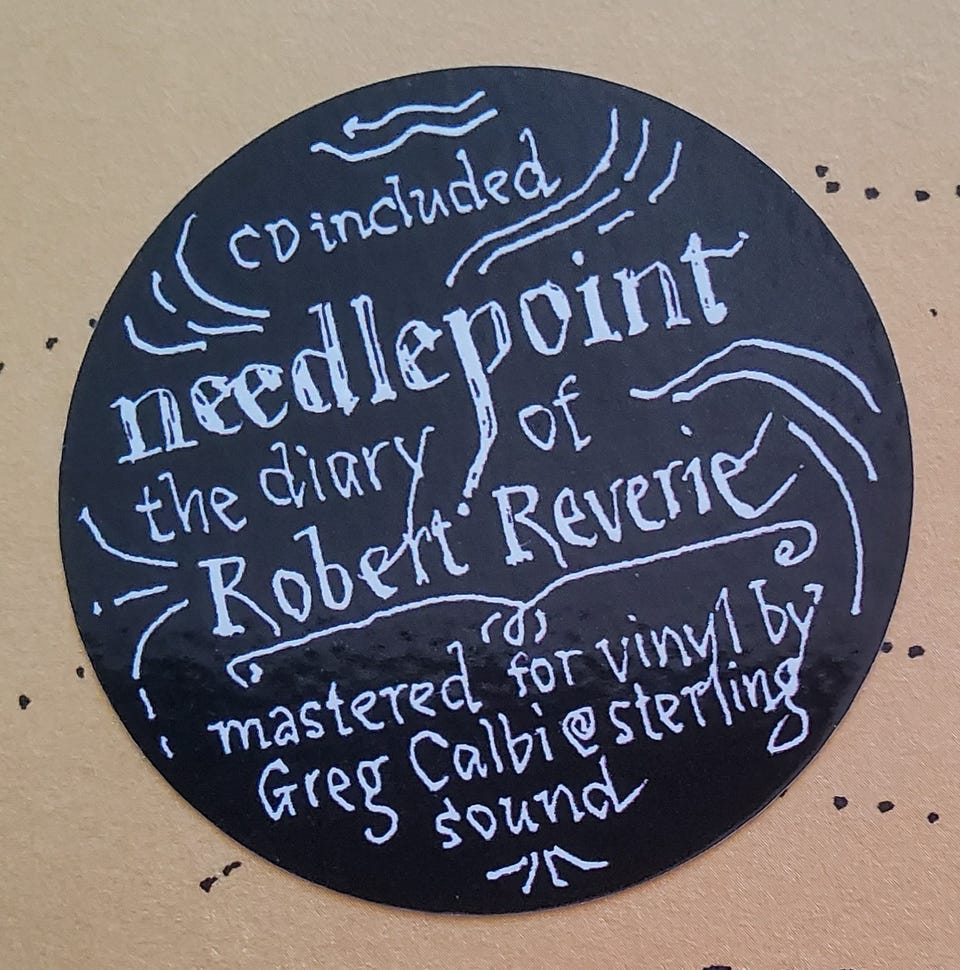 CD included
needlepoint
the diary of
Robert Reverie
mastered for vinyl by
Greg Calbi @ sterling
sound